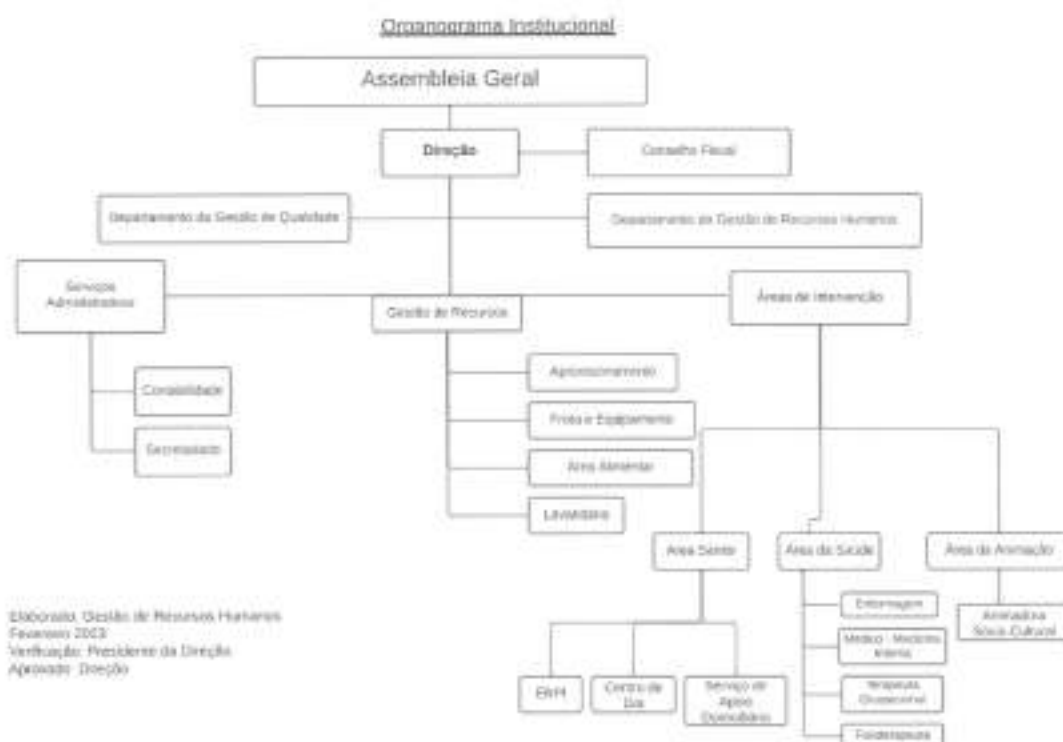 Organograma Institucional
Assembleia Geral
Direção
Conselho Fiscal
Departamento da Gestão de Qualidade
Departamento de Gestão de Recursos Humanos
Serviços
Administrativos
Gestão de Recursos
Áreas de Intervenção
Contabilidade
Secretariado
Aprovisionamento
Frota e Equipamento
Área Alimentar
Lavandaria
Área Sénior
Área da Saúde
Área da Animação
ERPI
Centro de
Dia
Serviço de
Apoio
Domiciliário
Enfermagem
Médico - Medicina
Interna
Terapeuta
Ocupacional
Fisioterapeuta
Animadora
Sócio-Cultural
Elaborado: Gestão de Recursos Humanos
Fevereiro
Verificação: Presidente da Direção
Aprovado: Direção